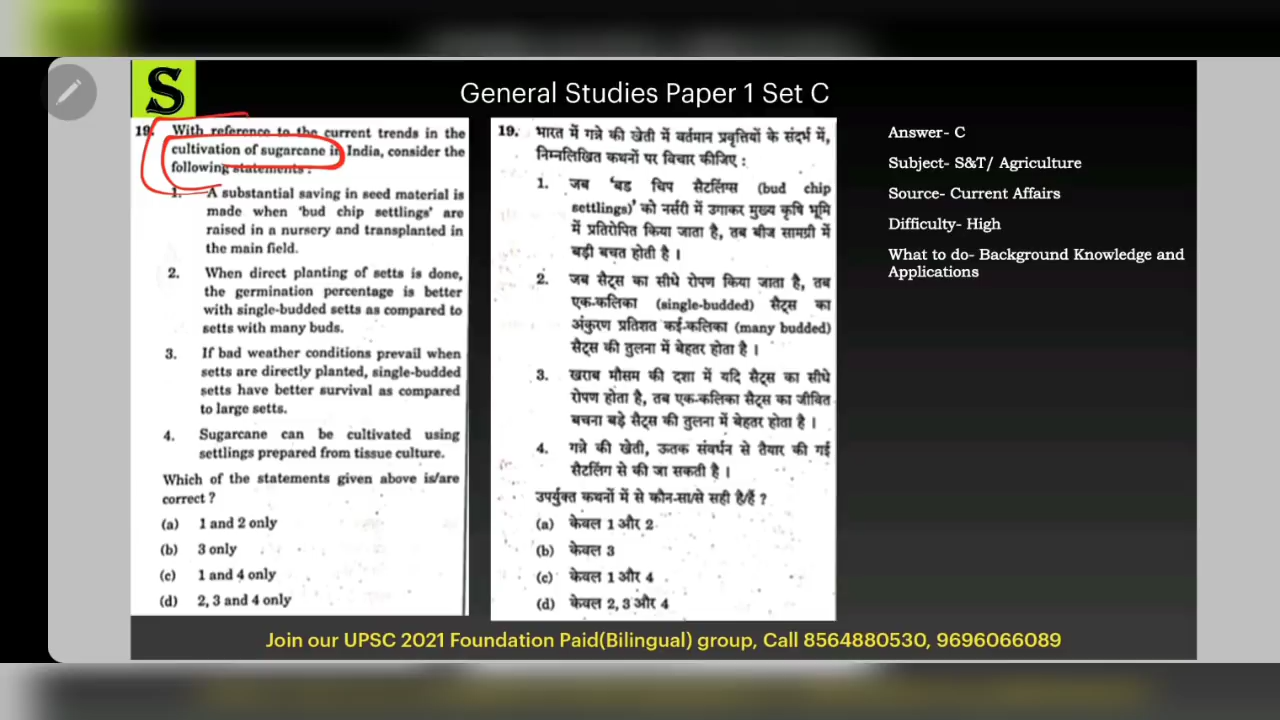 S
General Studies Paper 1 Set C
19. With reference to the current trends in the
cultivation of sugarcane in India, consider the
following statements :
1. A substantial saving in seed material is
made when 'bud chip settlings' are
raised in a nursery and transplanted in
the main field.
2. When direct planting of setts is done,
the germination percentage is better
with single-budded setts as compared to
setts with many buds.
3. If bad weather conditions prevail when
setts are directly planted, single-budded
setts have better survival as compared
to large setts.
4. Sugarcane can be cultivated using
settlings prepared from tissue culture.
Which of the statements given above is/are
correct ?
(a) 1 and 2 only
(b) 3 only
(c) 1 and 4 only
(d) 2, 3 and 4 only
19. भारत में गन्ने की खेती में वर्तमान प्रवृत्तियों के संदर्भ में,
निम्नलिखित कथनों पर विचार कीजिए :
1. जब 'बड चिप सैटलिंग्स (bud chip
settlings)' को नर्सरी में उगाकर मुख्य कृषि भूमि
में प्रतिरोपित किया जाता है, तब बीज सामग्री में
बड़ी बचत होती है ।
2. जब सैट्स का सीधे रोपण किया जाता है, तब
एक-कलिका (single-budded) सैट्स का
अंकुरण प्रतिशत कई-कलिका (many budded)
सैट्स की तुलना में बेहतर होता है ।
3. खराब मौसम की दशा में यदि सैट्स का सीधे
रोपण होता है, तब एक-कलिका सैट्स का जीवित
बचना बड़े सैट्स की तुलना में बेहतर होता है ।
4. गन्ने की खेती, ऊतक संवर्धन से तैयार की गई
सैटलिंग से की जा सकती है ।
उपर्युक्त कथनों में से कौन-सा/से सही है/हैं ?
(a) केवल 1 और 2
(b) केवल 3
(c) केवल 1 और 4
(d) केवल 2, 3 और 4
Answer- C
Subject- S&T/ Agriculture
Source- Current Affairs
Difficulty- High
What to do- Background Knowledge and
Applications
Join our UPSC 2021 Foundation Paid(Bilingual) group, Call 8564880530, 9696066089